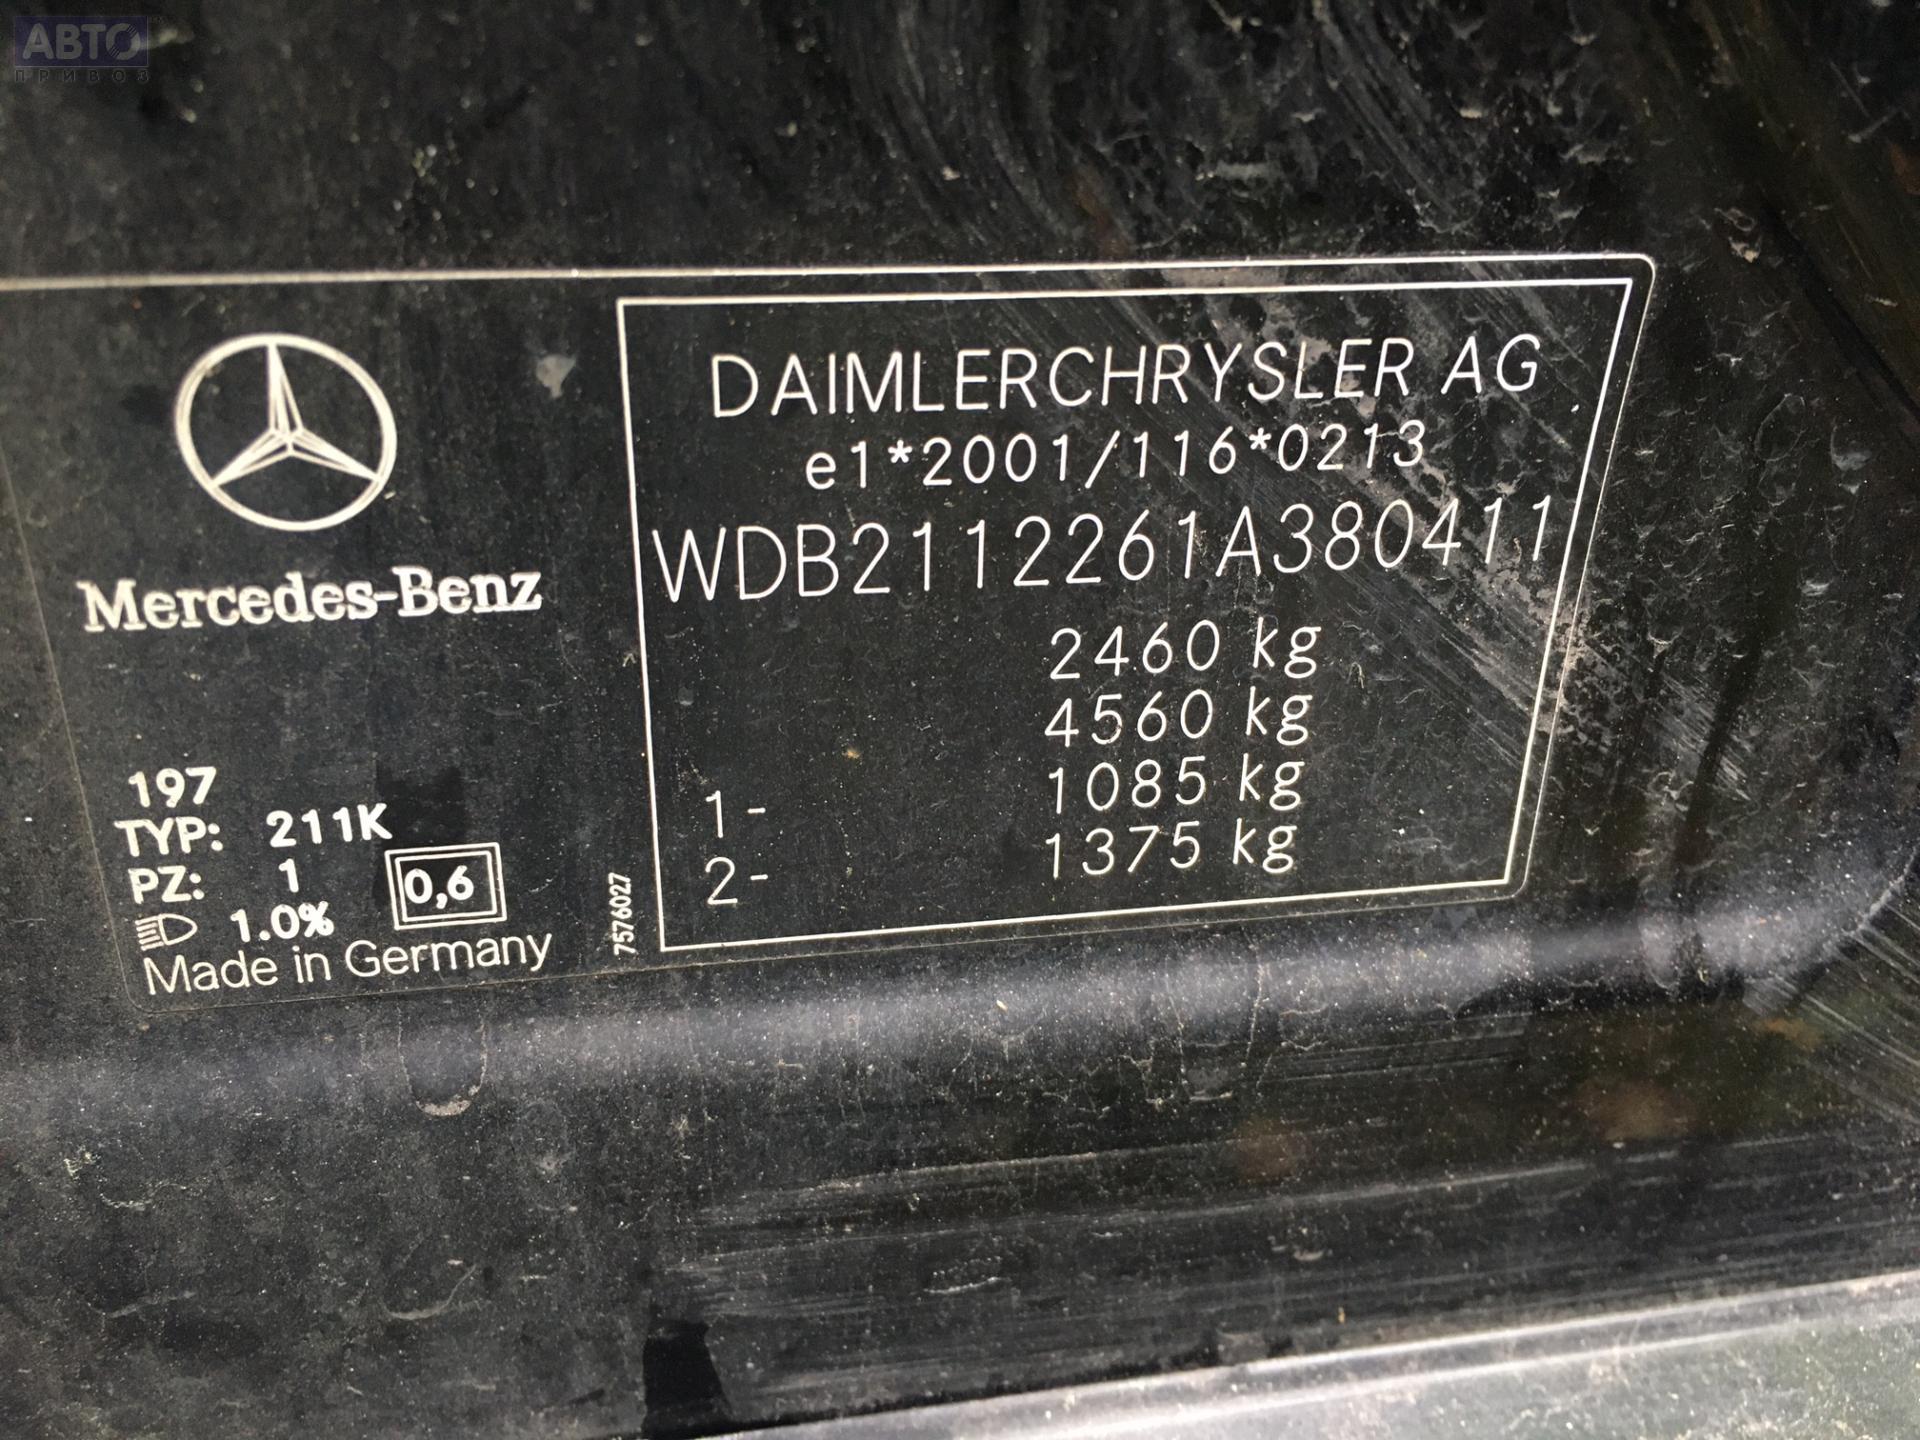 АВТО
ПРИВОЗ
Mercedes-Benz
197
TYP: 211K
PZ: 1
1.0%
0,6
Made in Germany
7576027
DAIMLERCHRYSLER AG
e1*2001/116*0213
WDB2112261A380411
2460 kg
4560 kg
1- 1085 kg
2- 1375 kg